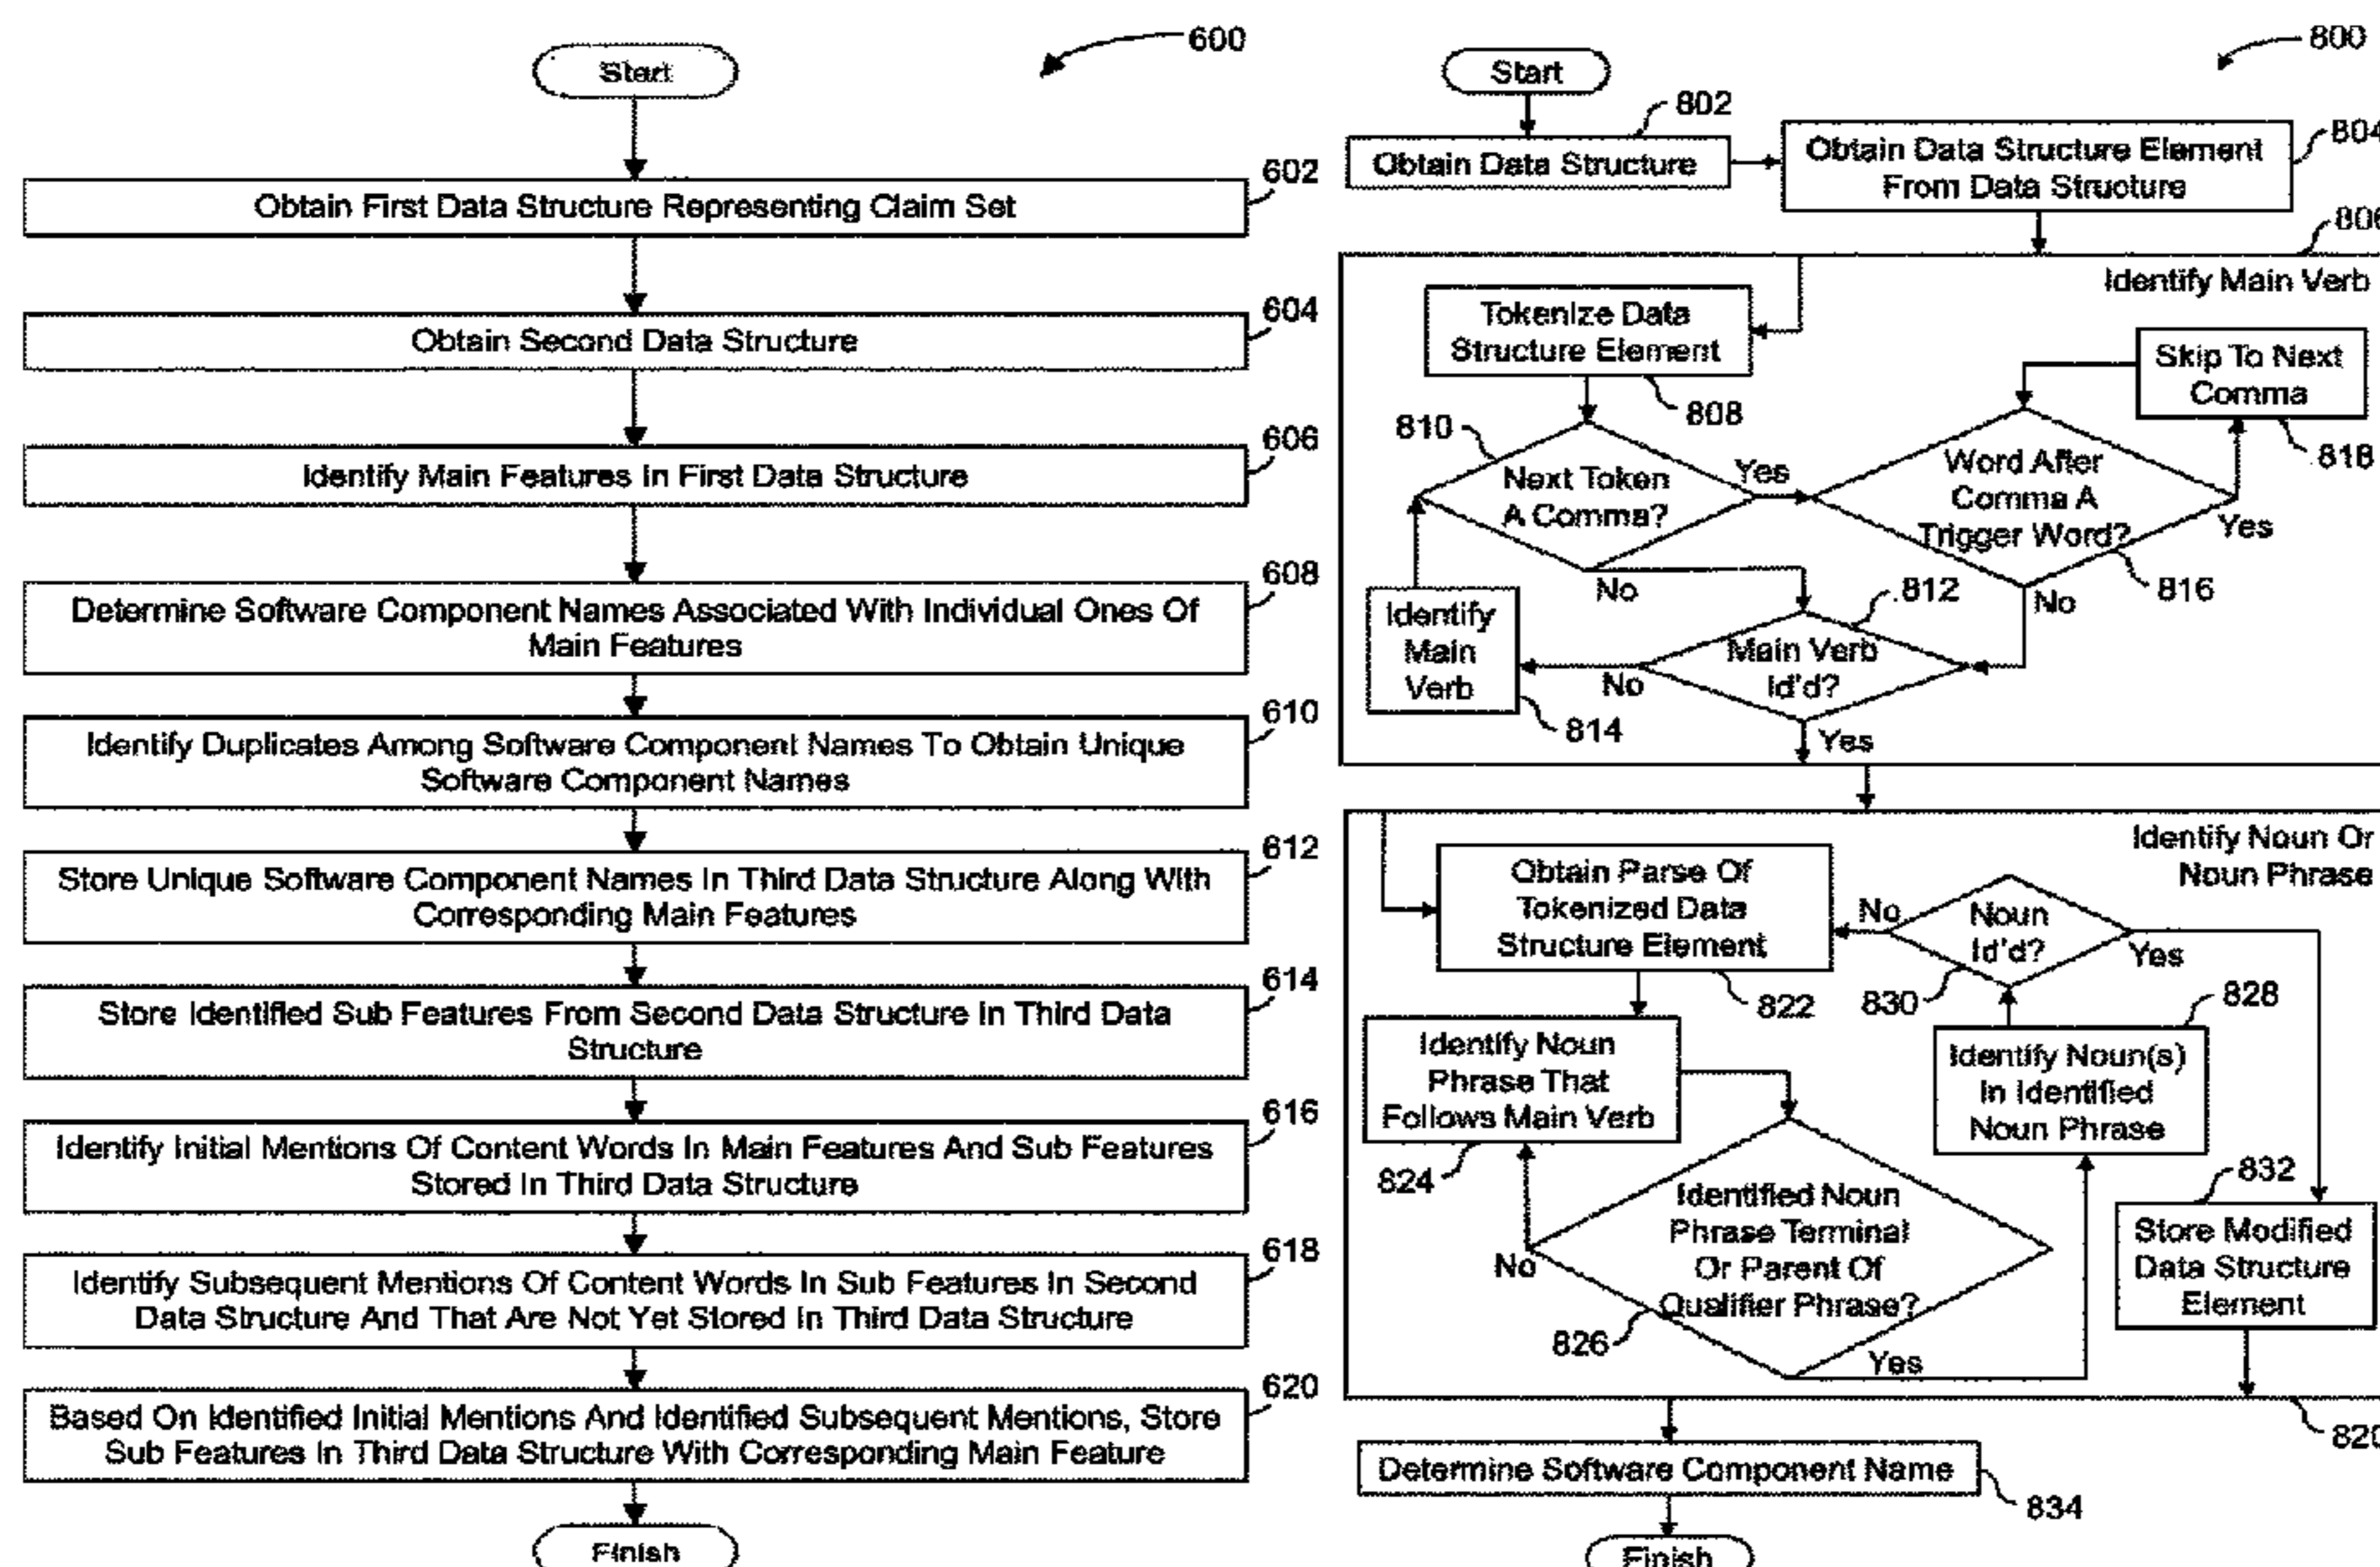 600
Start
602
Obtain First Data Structure Representing Claim Set
604
Obtain Second Data Structure
606
Identify Main Features In First Data Structure
608
Determine Software Component Names Associated With Individual Ones Of
Main Features
610
Identify Duplicates Among Software Component Names To Obtain Unique
Software Component Names
612
Store Unique Software Component Names In Third Data Structure Along With
Corresponding Main Features
614
Store Identified Sub Features From Second Data Structure In Third Data
Structure
616
Identify Initial Mentions Of Content Words In Main Features And Sub Features
Stored In Third Data Structure
618
Identify Subsequent Mentions Of Content Words In Sub Features In Second
Data Structure And That Are Not Yet Stored In Third Data Structure
620
Based On Identified Initial Mentions And Identified Subsequent Mentions, Store
Sub Features In Third Data Structure With Corresponding Main Feature
Finish
800
Start
802
Obtain Data Structure
804
Obtain Data Structure Element
From Data Structure
806
Identify Main Verb
Tokenize Data
Structure Element
808
Skip To Next
Comma
818
810
Next Token
A Comma?
Yes
No
Word After
Comma A
Trigger Word?
Yes
816
No
812
Main Verb
Id'd?
No
Yes
Identify
Main
Verb
814
Identify Noun Or
Noun Phrase
Obtain Parse Of
Tokenized Data
Structure Element
822
No
Noun
Id'd?
Yes
830
828
Identify Noun(s)
In Identified
Noun Phrase
Identify Noun
Phrase That
Follows Main Verb
824
Identified Noun
Phrase Terminal
Or Parent Of
Qualifier Phrase?
No
826
Yes
832
Store Modified
Data Structure
Element
820
Determine Software Component Name
834
Finish